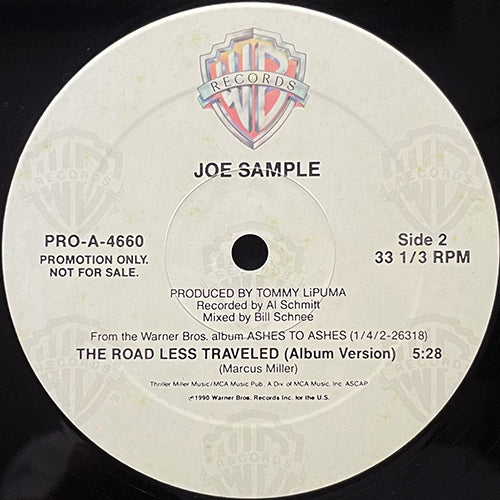 RECORDS
JOE SAMPLE
PRO-A-4660
PROMOTION ONLY.
NOT FOR SALE.
Side 2
33 1/3 RPM
PRODUCED BY TOMMY LiPUMA
Recorded by Al Schmitt
Mixed by Bill Schnee
From the Warner Bros. album ASHES TO ASHES (1/4/2-26318)
THE ROAD LESS TRAVELED (Album Version) 5:28
(Marcus Miller)
Thriller Miller Music/MCA Music Pub., A Div. of MCA Music, Inc. ASCAP
℗1990 Warner Bros. Records Inc. for the U.S.